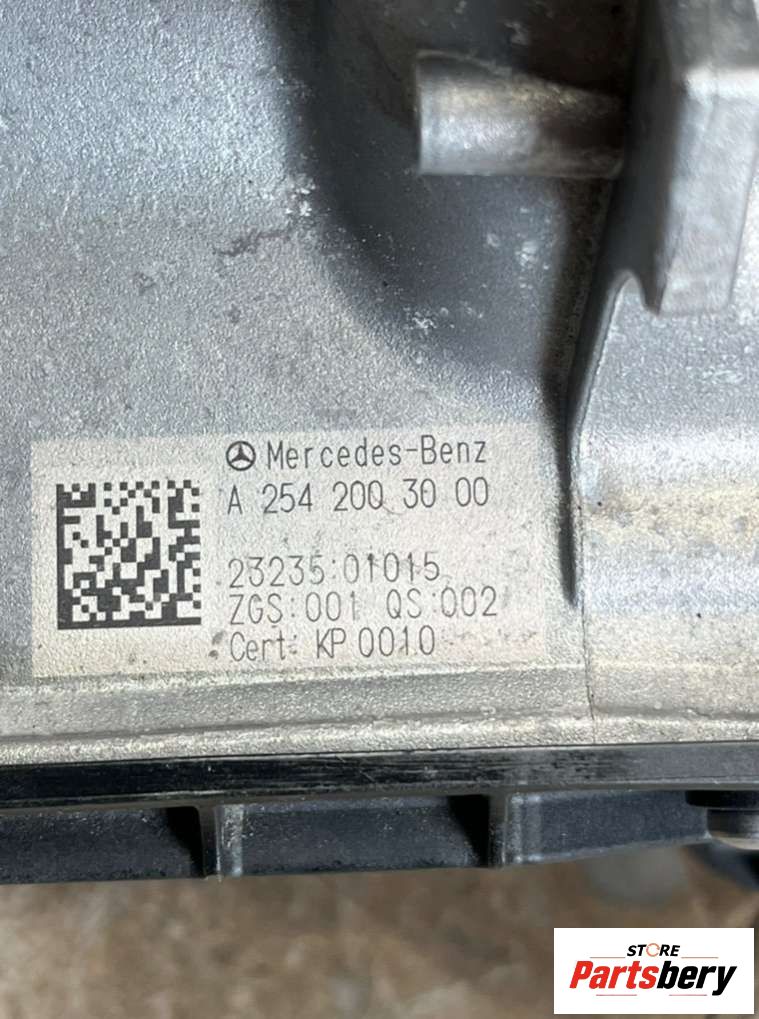 Mercedes-Benz
A 254 200 30 00
23235:01015
ZGS:001 QS:002
Cert: KP 0010
STORE
Partsbery